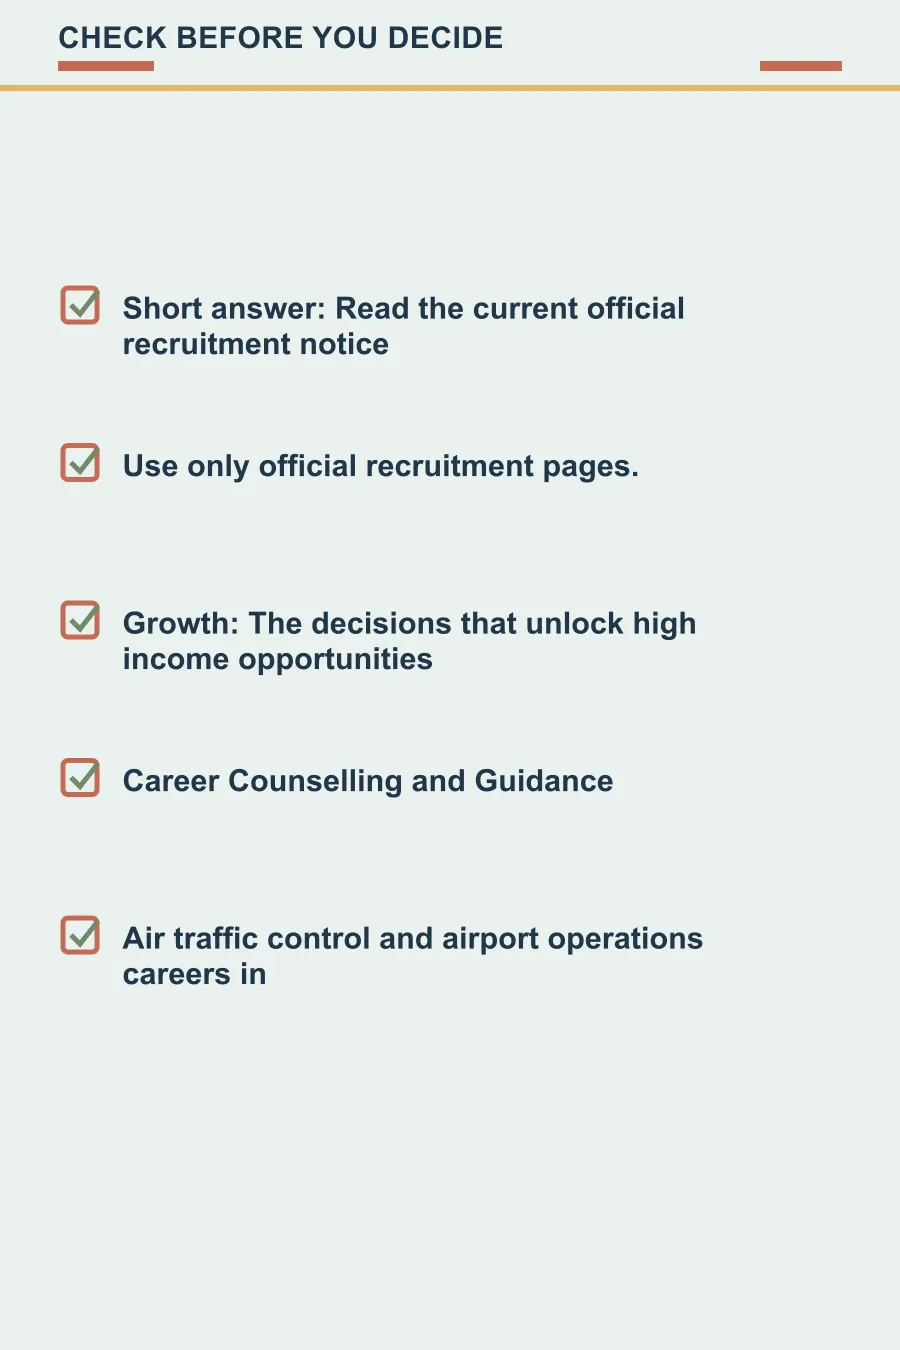 CHECK BEFORE YOU DECIDE
Short answer: Read the current official
recruitment notice
Use only official recruitment pages.
Growth: The decisions that unlock high
income opportunities
Career Counselling and Guidance
Air traffic control and airport operations
careers in